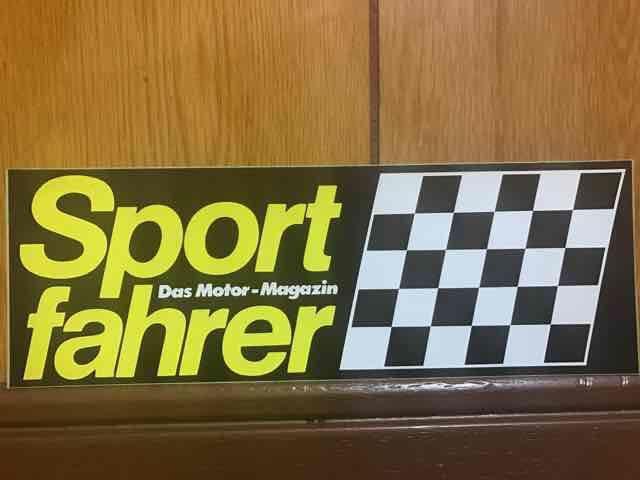 Sport
Das Motor-Magazin
fahrer